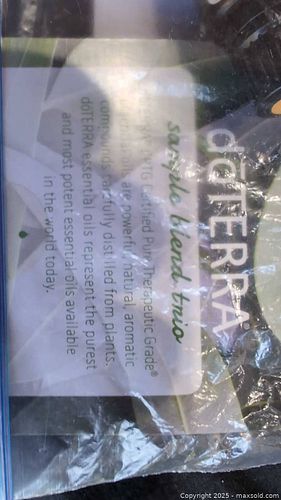 dōTERRA
sample blend trio
CPTG Certified Pure Therapeutic Grade®
are powerful, natural, aromatic
compounds carefully distilled from plants.
dōTERRA essential oils represent the purest
and most potent essential oils available
in the world today.
Copyright 2025 - maxsold.com